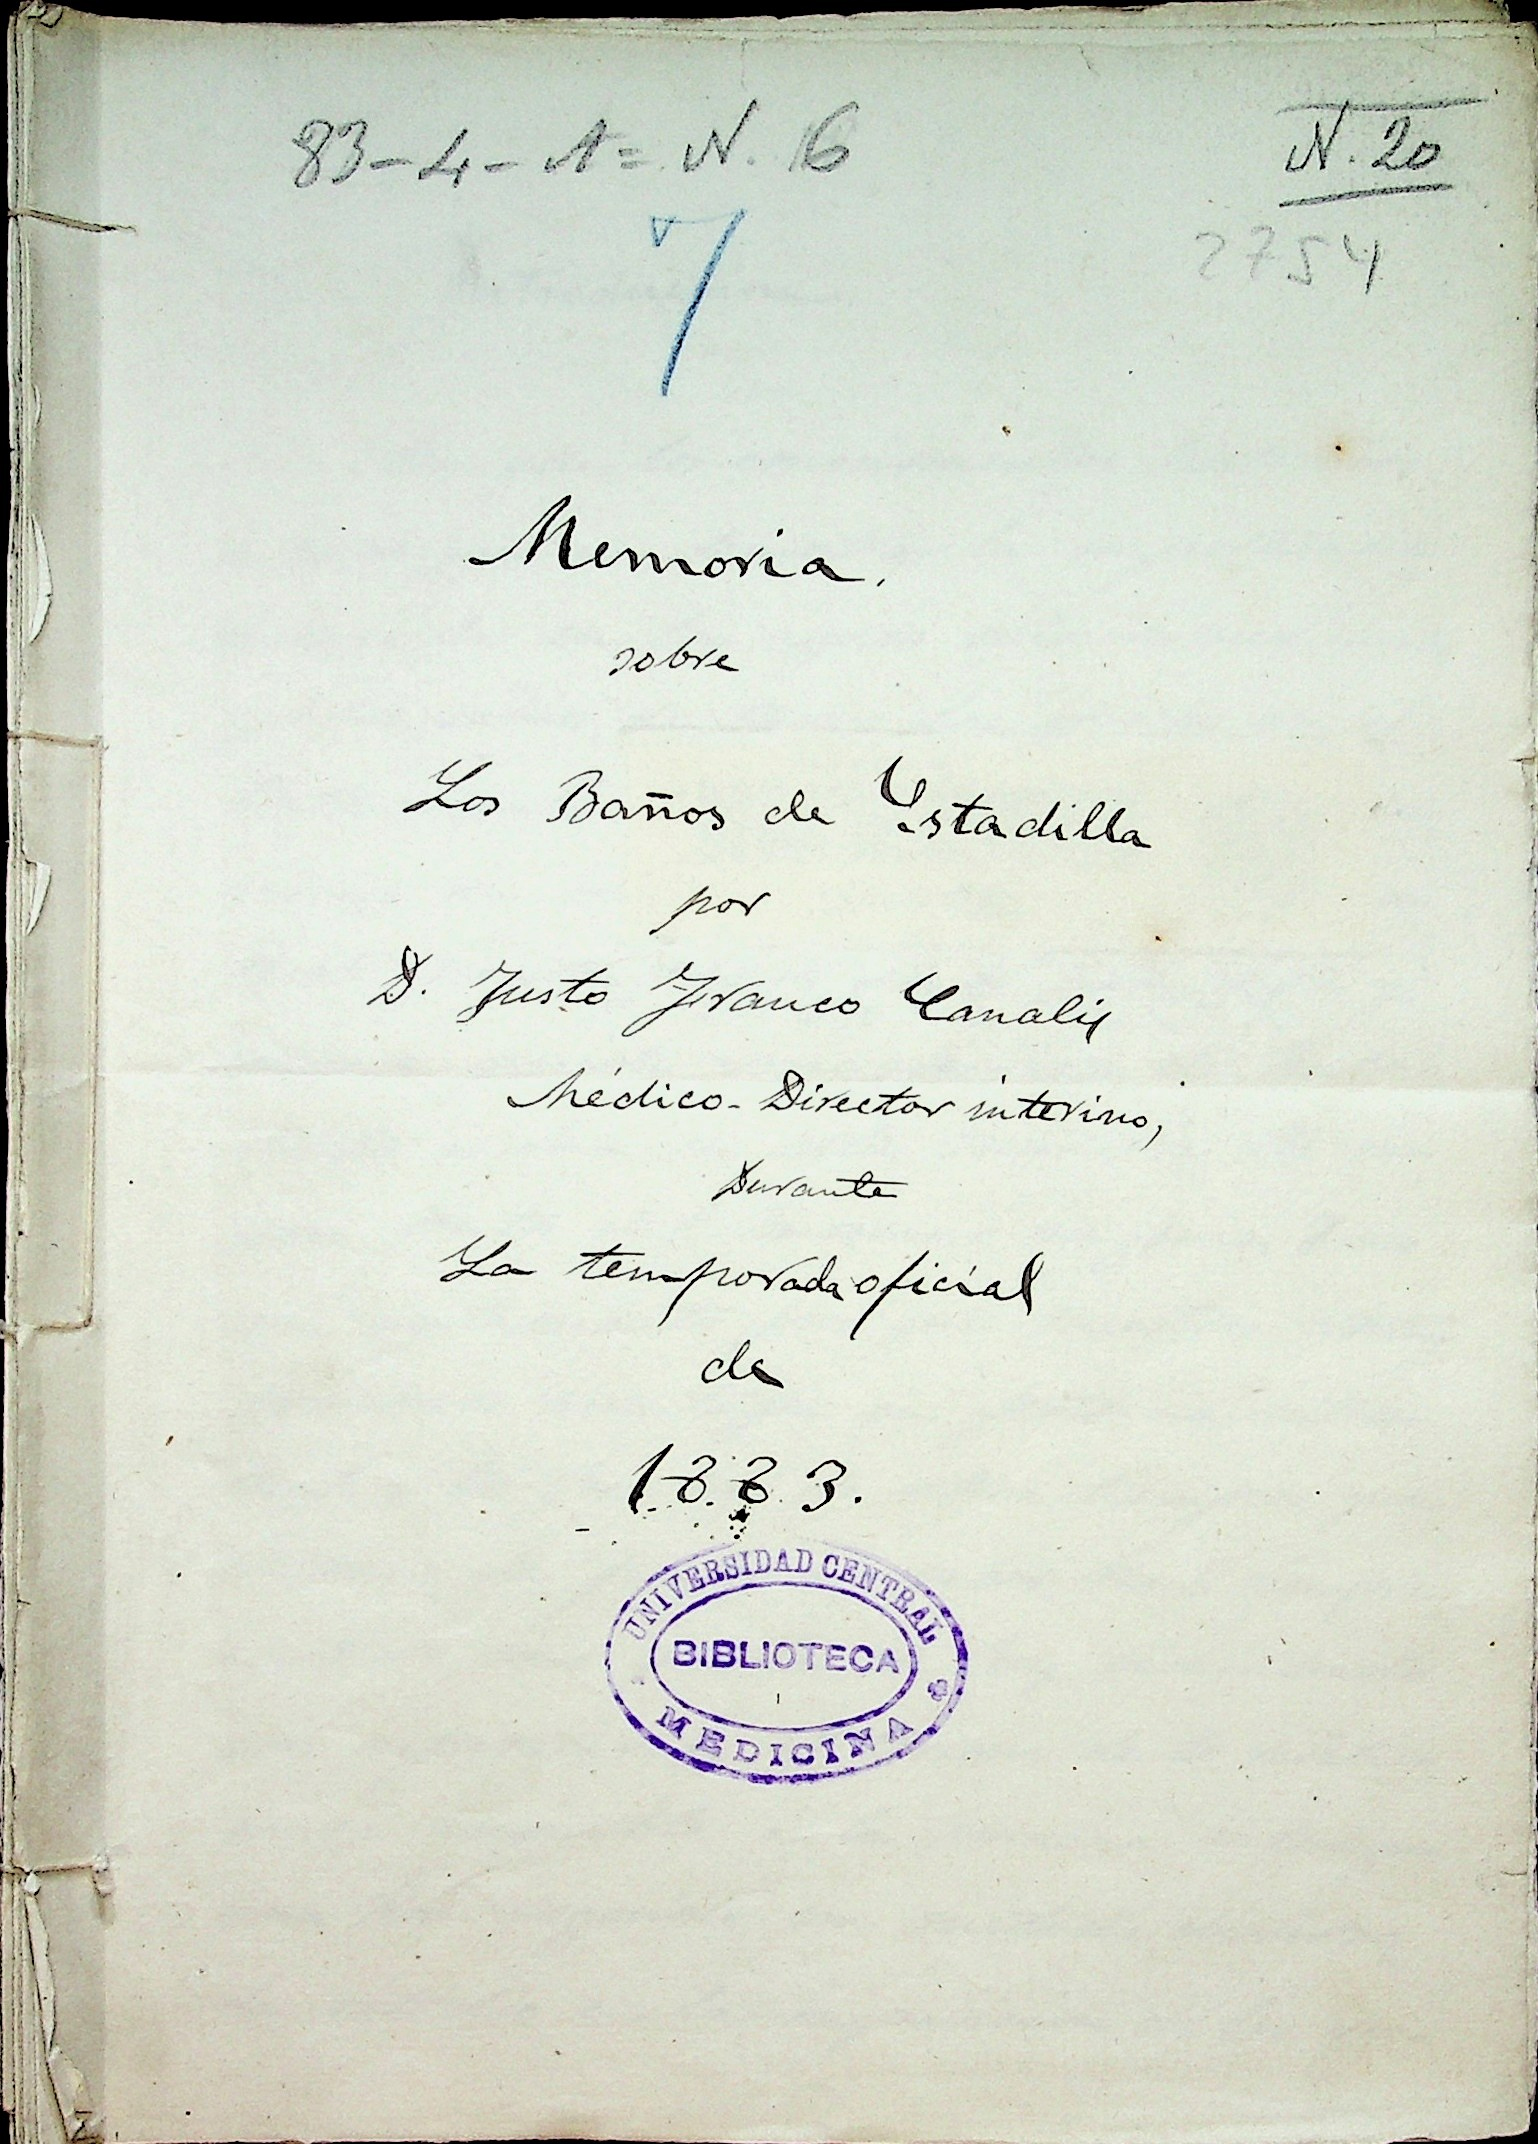 83-4-A= N. 6
N. 20
2754
7
Memoria.
sobre
Los Baños de Estadilla
por
D. Justo Franco Canalis
Médico-Director interino,
Durante
La temporada oficial
de
1883.
UNIVERSIDAD CENTRAL
BIBLIOTECA
MEDICINA